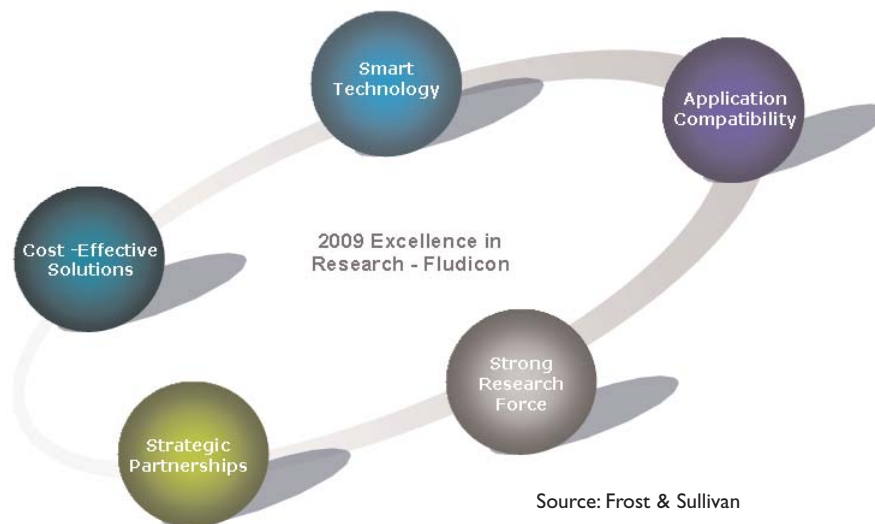 Smart
Technology
Application
Compatibility
Cost -Effective
Solutions
2009 Excellence in
Research - Fludicon
Strong
Research
Force
Strategic
Partnerships
Source: Frost & Sullivan